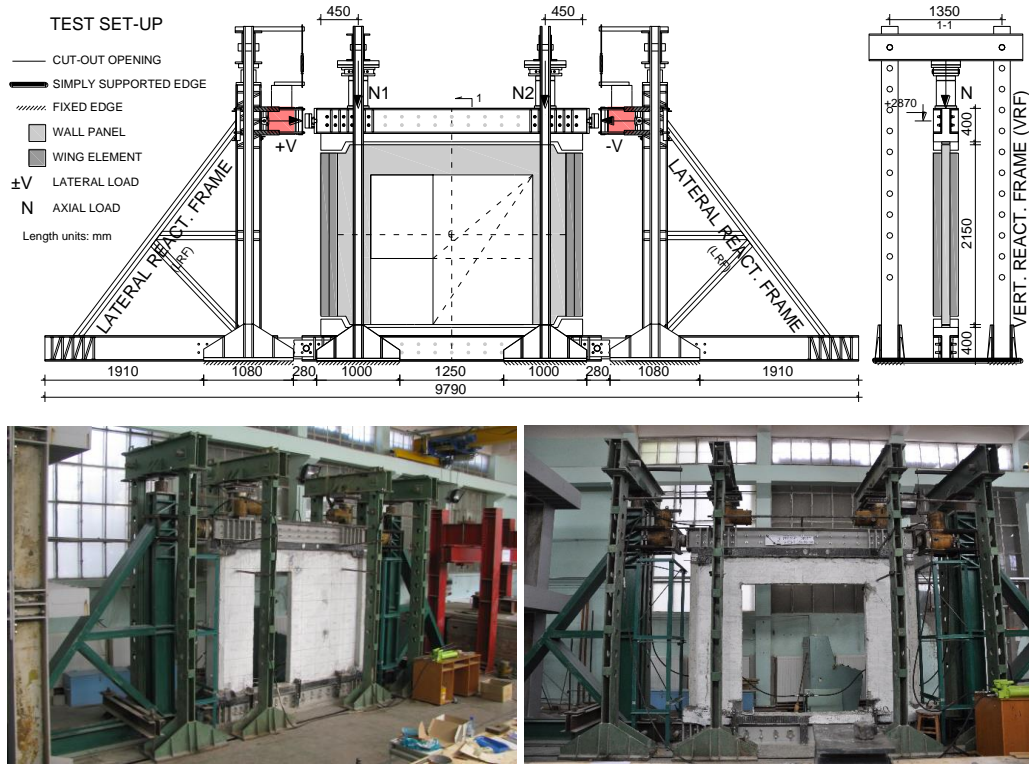 TEST SET-UP
CUT-OUT OPENING
SIMPLY SUPPORTED EDGE
FIXED EDGE
WALL PANEL
WING ELEMENT
±V LATERAL LOAD
N AXIAL LOAD
Length units: mm
450
450
N1
N2
1
+V
-V
LATERAL REACT. FRAME
(LRF)
LATERAL REACT. FRAME
(LRF)
1910
1080
280
1000
1250
1000
280
1080
1910
9790
1350
1-1
N
+2870
400
2150
400
VERT. REACT. FRAME (VRF)